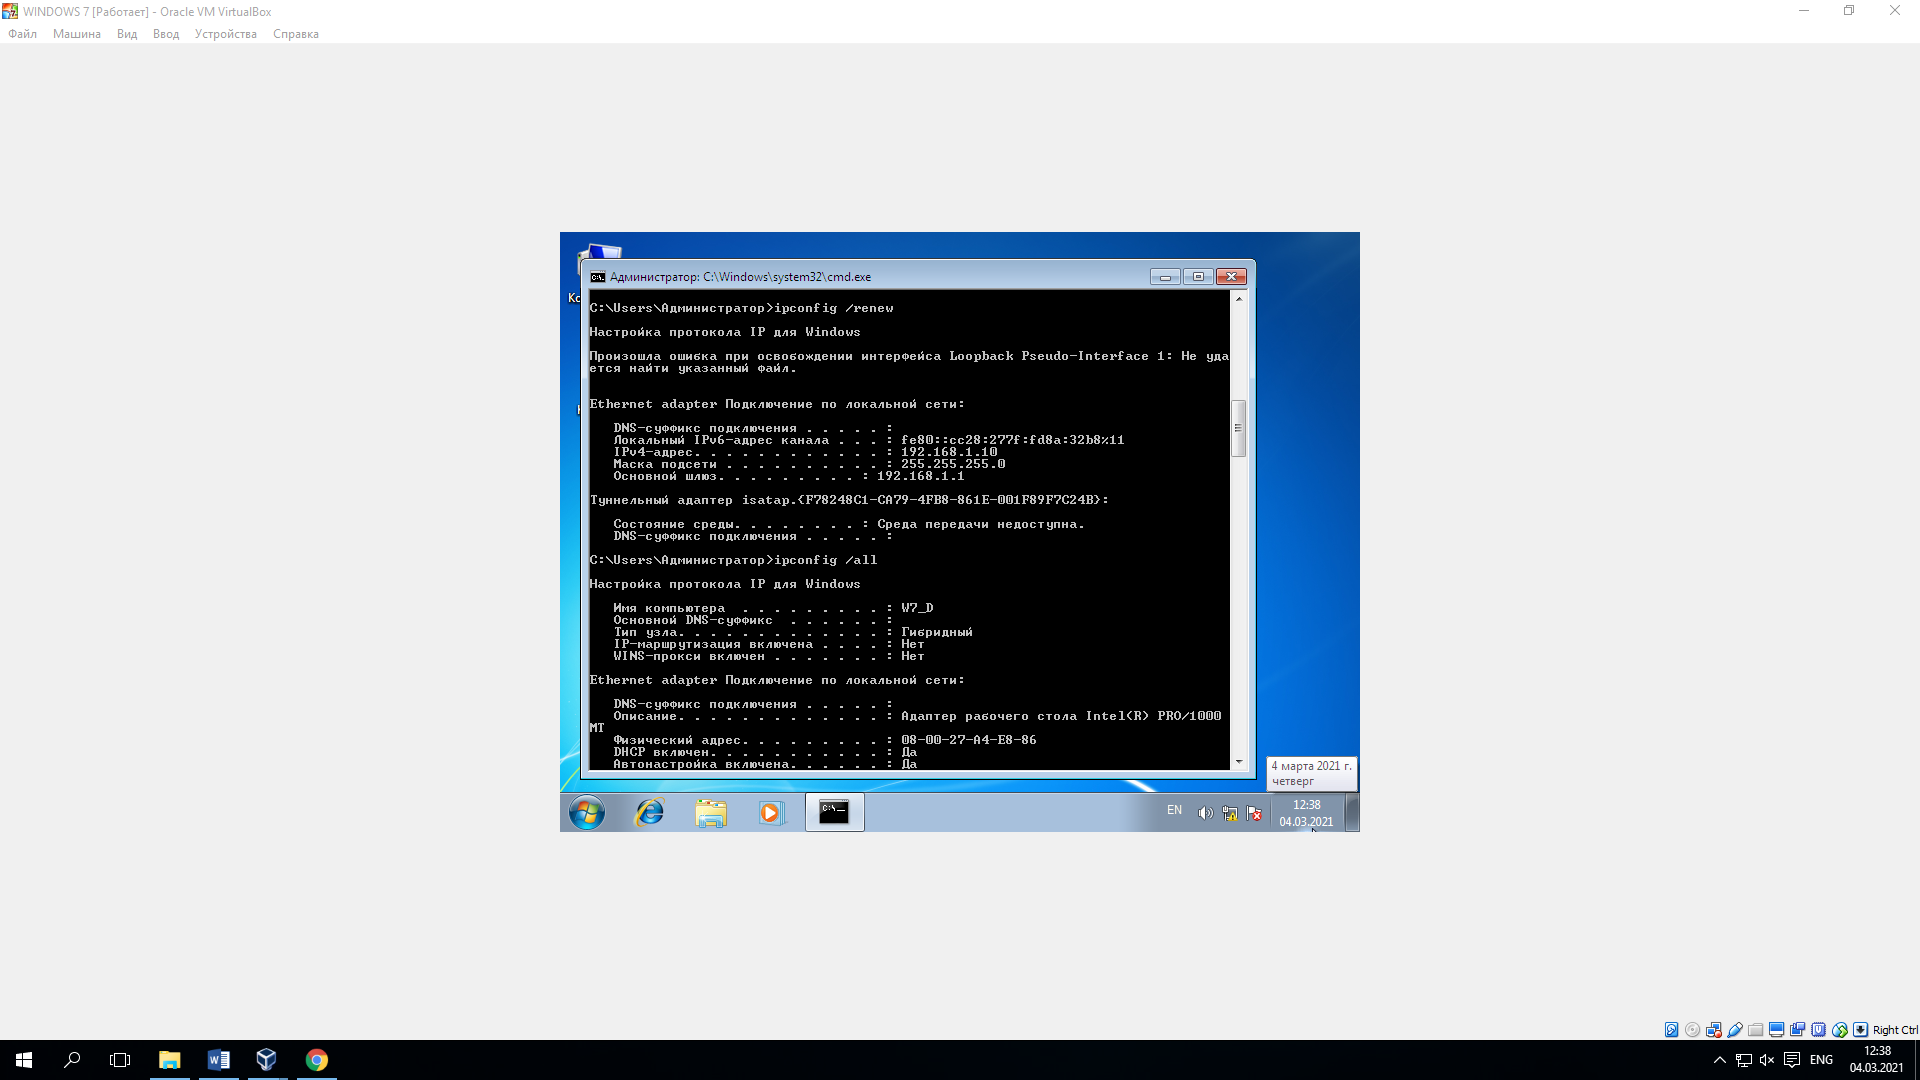 WINDOWS 7 [Работает] - Oracle VM VirtualBox
Файл Машина Вид Ввод Устройства Справка
Администратор: C:\Windows\system32\cmd.exe
C:\Users\Администратор>ipconfig /renew
Настройка протокола IP для Windows
Произошла ошибка при освобождении интерфейса Loopback Pseudo-Interface 1: Не уда
ется найти указанный файл.
Ethernet adapter Подключение по локальной сети:
DNS-суффикс подключения . . . . . :
Локальный IPv6-адрес канала . . . : fe80::cc28:277f:fd8a:32b8%11
IPv4-адрес. . . . . . . . . . . . : 192.168.1.10
Маска подсети . . . . . . . . . . : 255.255.255.0
Основной шлюз. . . . . . . . . : 192.168.1.1
Туннельный адаптер isatap.{F78248C1-CA79-4FB8-861E-001F89F7C24B}:
Состояние среды. . . . . . . . : Среда передачи недоступна.
DNS-суффикс подключения . . . . . :
C:\Users\Администратор>ipconfig /all
Настройка протокола IP для Windows
Имя компьютера . . . . . . . . . : W7_D
Основной DNS-суффикс . . . . . . :
Тип узла. . . . . . . . . . . . . : Гибридный
IP-маршрутизация включена . . . . : Нет
WINS-прокси включен . . . . . . . : Нет
Ethernet adapter Подключение по локальной сети:
DNS-суффикс подключения . . . . . :
Описание. . . . . . . . . . . . . : Адаптер рабочего стола Intel(R) PRO/1000
MT
Физический адрес. . . . . . . . . : 08-00-27-A4-E8-86
DHCP включен. . . . . . . . . . . : Да
Автонастройка включена. . . . . . : Да
4 марта 2021 г.
четверг
EN
12:38
04.03.2021
Right Ctrl
ENG
12:38
04.03.2021